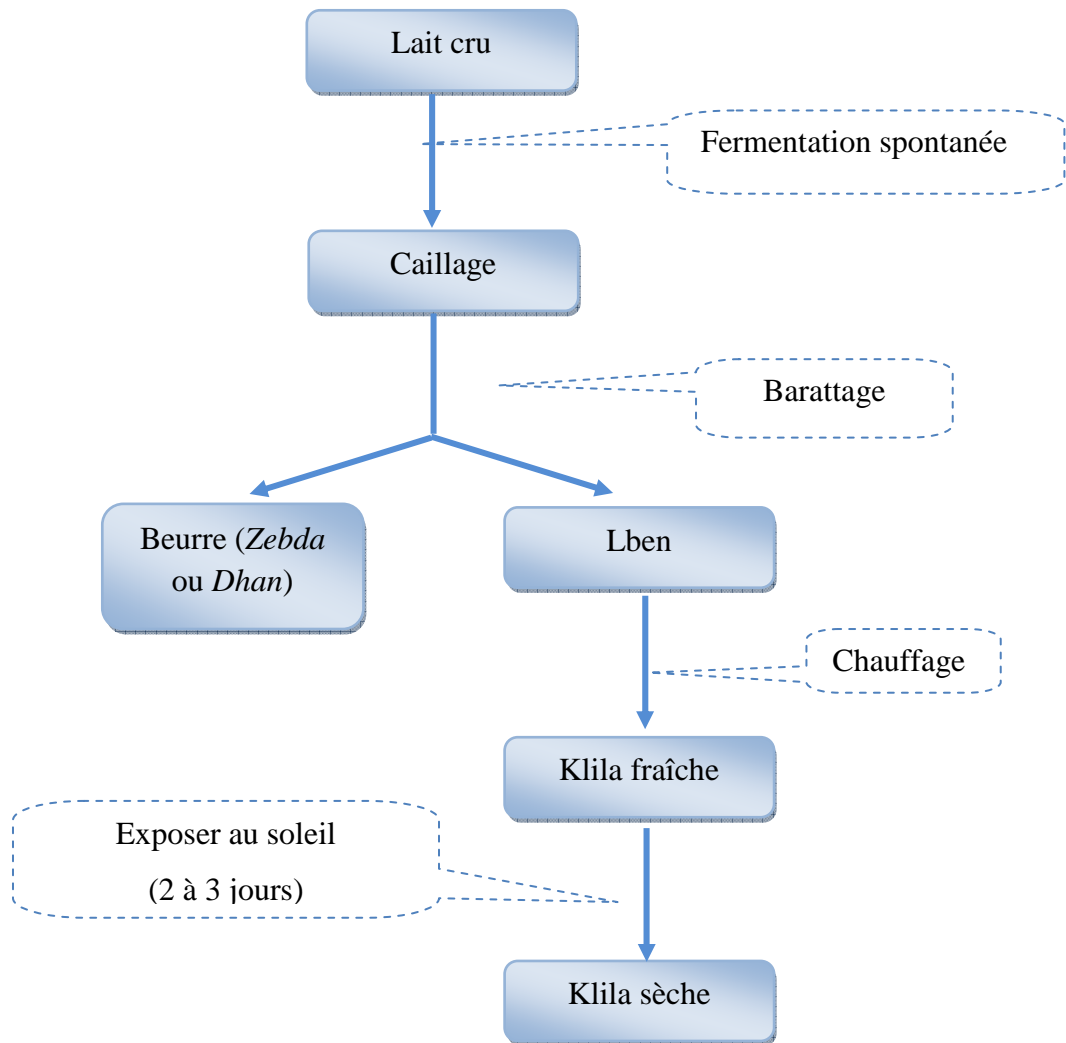 Lait cru
Fermentation spontanée
Caillage
Barattage
Beurre (Zebda
ou Dhan)
Lben
Chauffage
Klila fraîche
Exposer au soleil
(2 à 3 jours)
Klila sèche